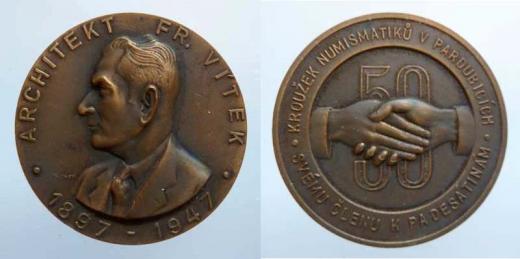 ARCHITEKT FR. VÍTEK
· 1897 - 1947 ·
· KROUŽEK NUMISMATIKŮ V PARDUBICÍCH ·
50
SVÉMU ČLENU K PADESÁTINÁM